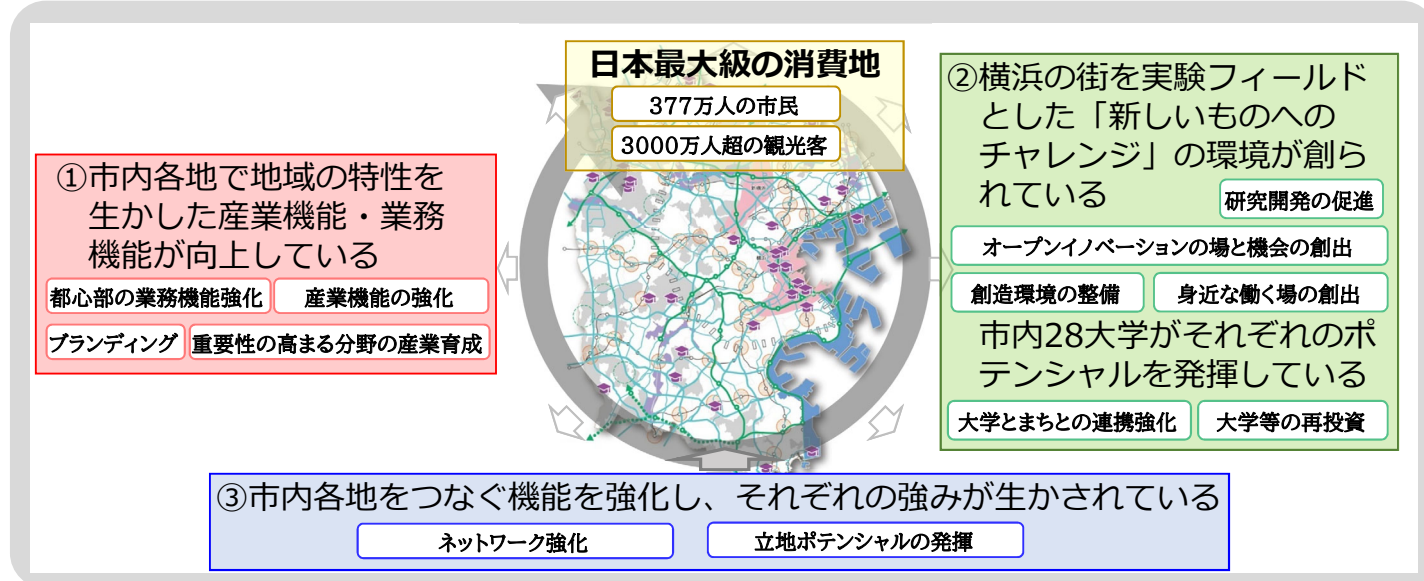 日本最大級の消費地
377万人の市民
3000万人超の観光客
①市内各地で地域の特性を
生かした産業機能・業務
機能が向上している
都心部の業務機能強化
産業機能の強化
ブランディング
重要性の高まる分野の産業育成
②横浜の街を実験フィールド
とした「新しいものへの
チャレンジ」の環境が創ら
れている
研究開発の促進
オープンイノベーションの場と機会の創出
創造環境の整備
身近な働く場の創出
市内28大学がそれぞれのポ
テンシャルを発揮している
大学とまちとの連携強化
大学等の再投資
③市内各地をつなぐ機能を強化し、それぞれの強みが生かされている
ネットワーク強化
立地ポテンシャルの発揮